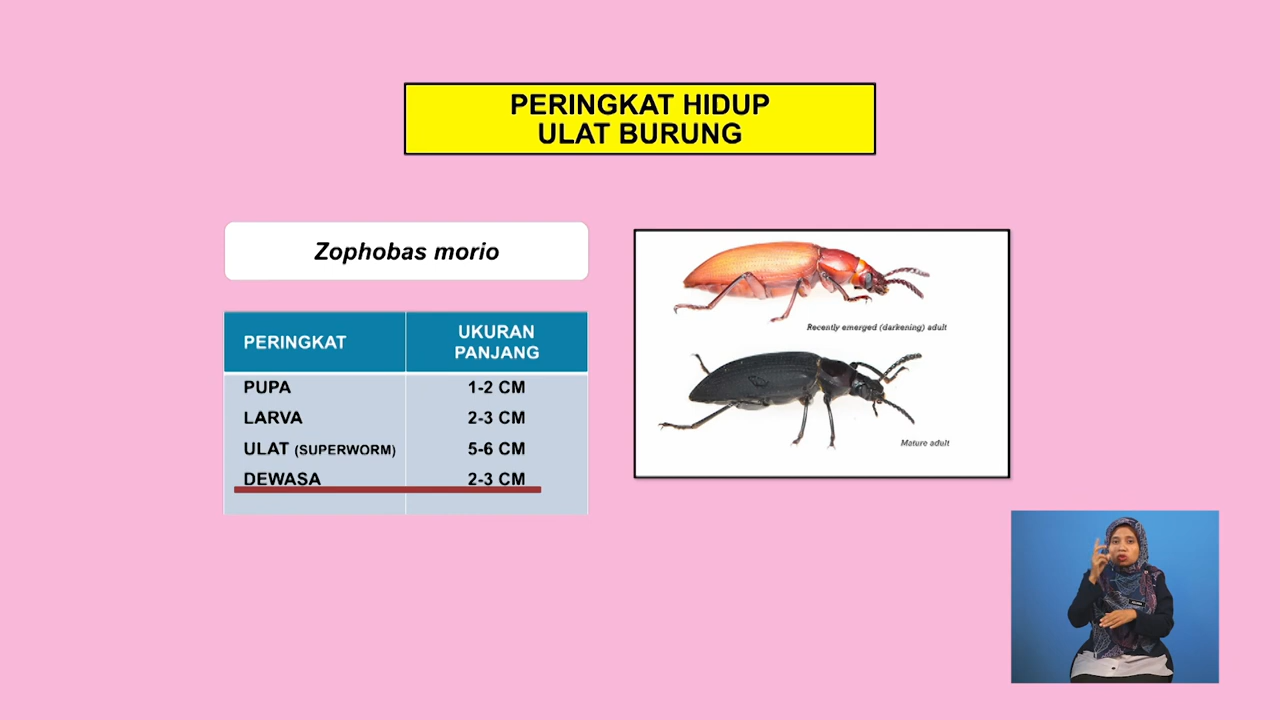 PERINGKAT HIDUP
ULAT BURUNG
Zophobas morio
PERINGKAT
UKURAN
PANJANG
PUPA 1-2 CM
LARVA 2-3 CM
ULAT (SUPERWORM) 5-6 CM
DEWASA 2-3 CM
Recently emerged (darkening) adult
Mature adult